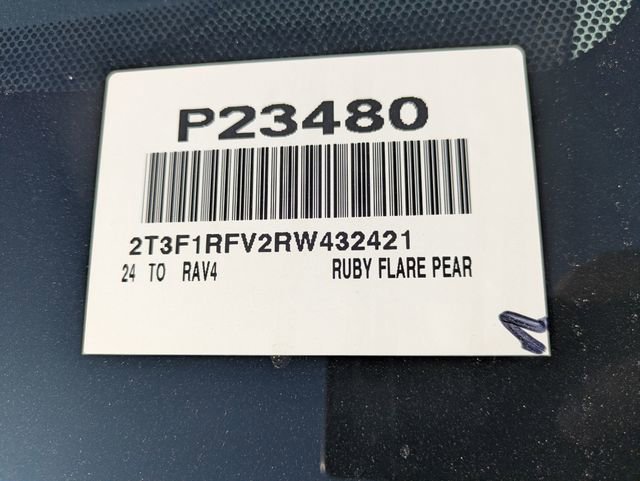 P23480
2T3F1RFV2RW432421
24 TO RAV4 RUBY FLARE PEAR